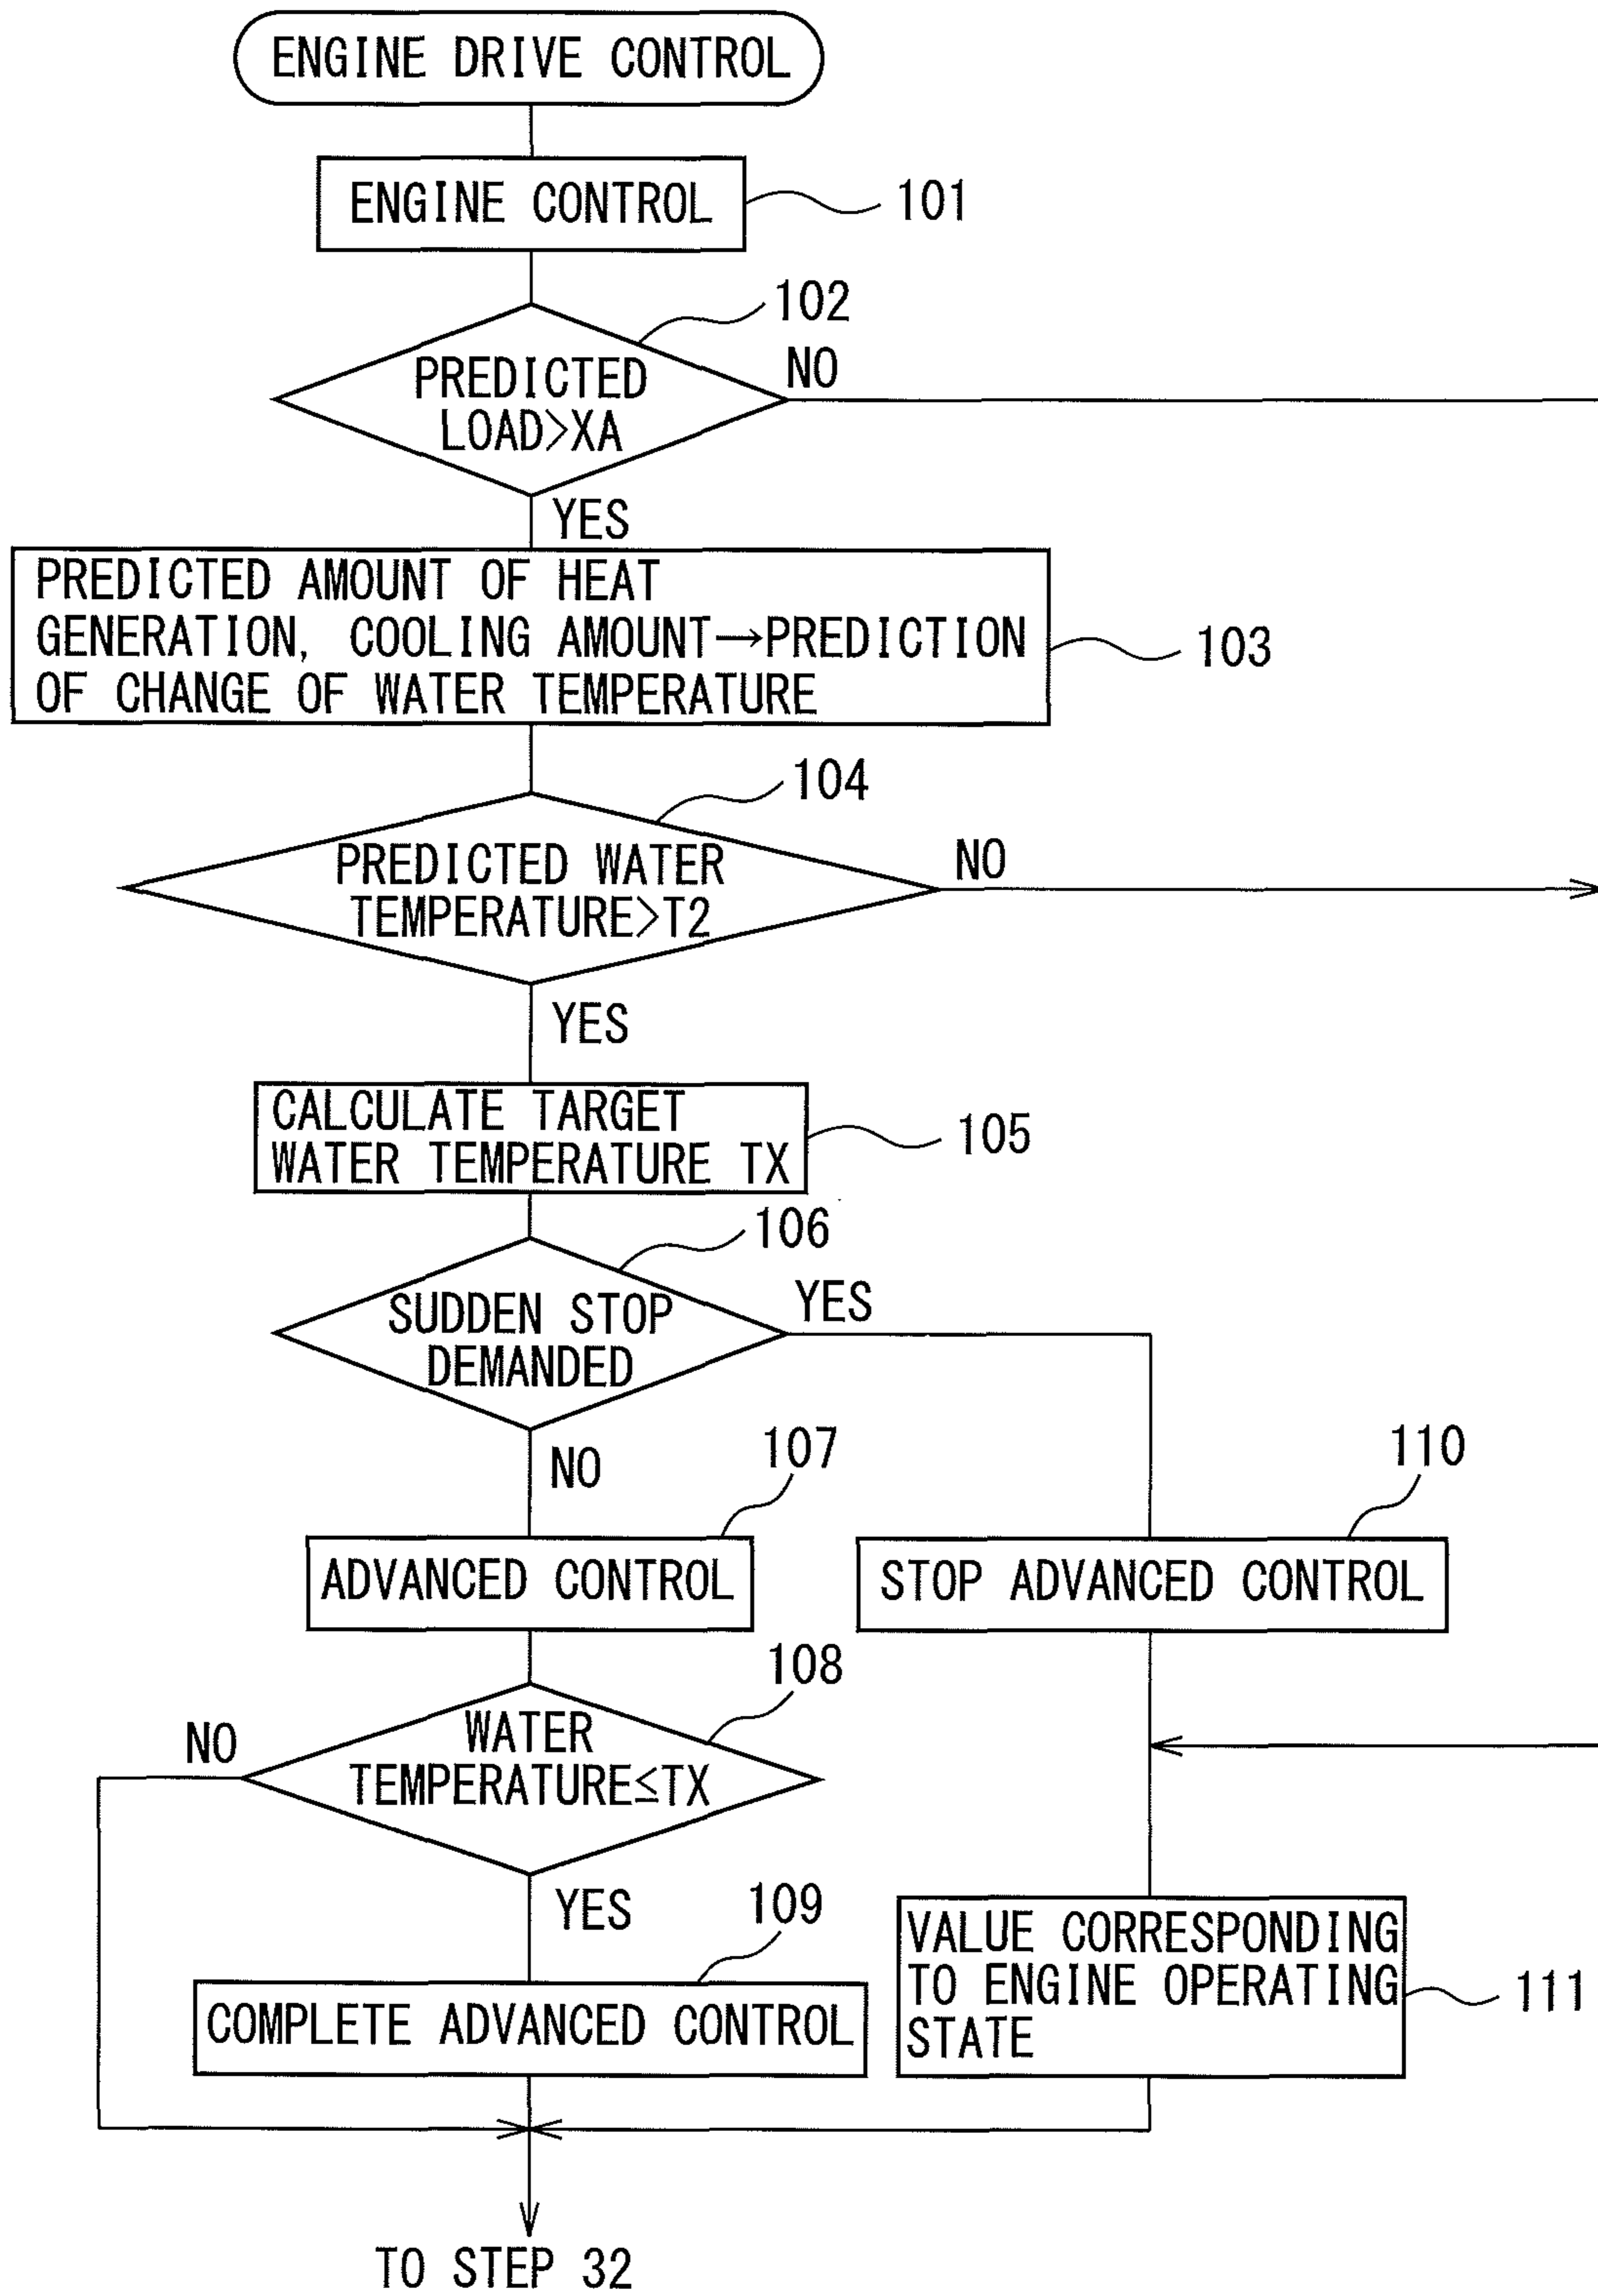 ENGINE DRIVE CONTROL
ENGINE CONTROL
101
102
PREDICTED
LOAD>XA
NO
YES
PREDICTED AMOUNT OF HEAT
GENERATION, COOLING AMOUNT→PREDICTION
OF CHANGE OF WATER TEMPERATURE
103
104
PREDICTED WATER
TEMPERATURE>T2
NO
YES
CALCULATE TARGET
WATER TEMPERATURE TX
105
106
SUDDEN STOP
DEMANDED
YES
NO
107
110
ADVANCED CONTROL
STOP ADVANCED CONTROL
108
WATER
TEMPERATURE≦TX
NO
YES
109
COMPLETE ADVANCED CONTROL
VALUE CORRESPONDING
TO ENGINE OPERATING
STATE
111
TO STEP 32